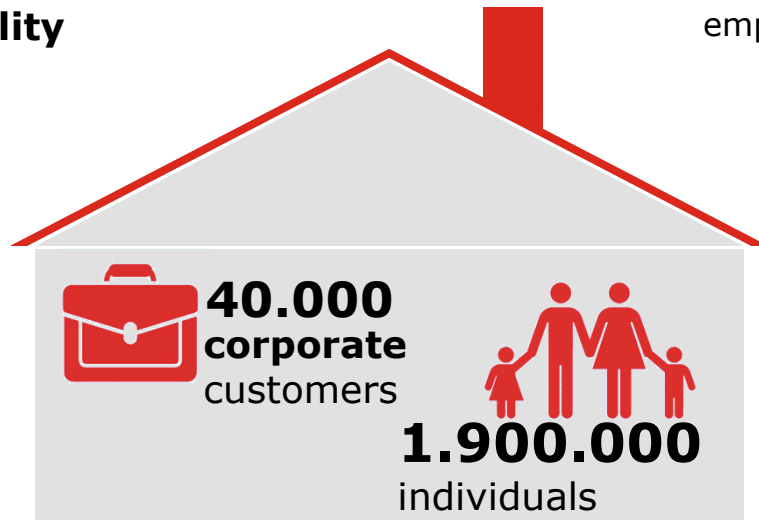 lity
emp
40.000
corporate
customers
1.900.000
individuals